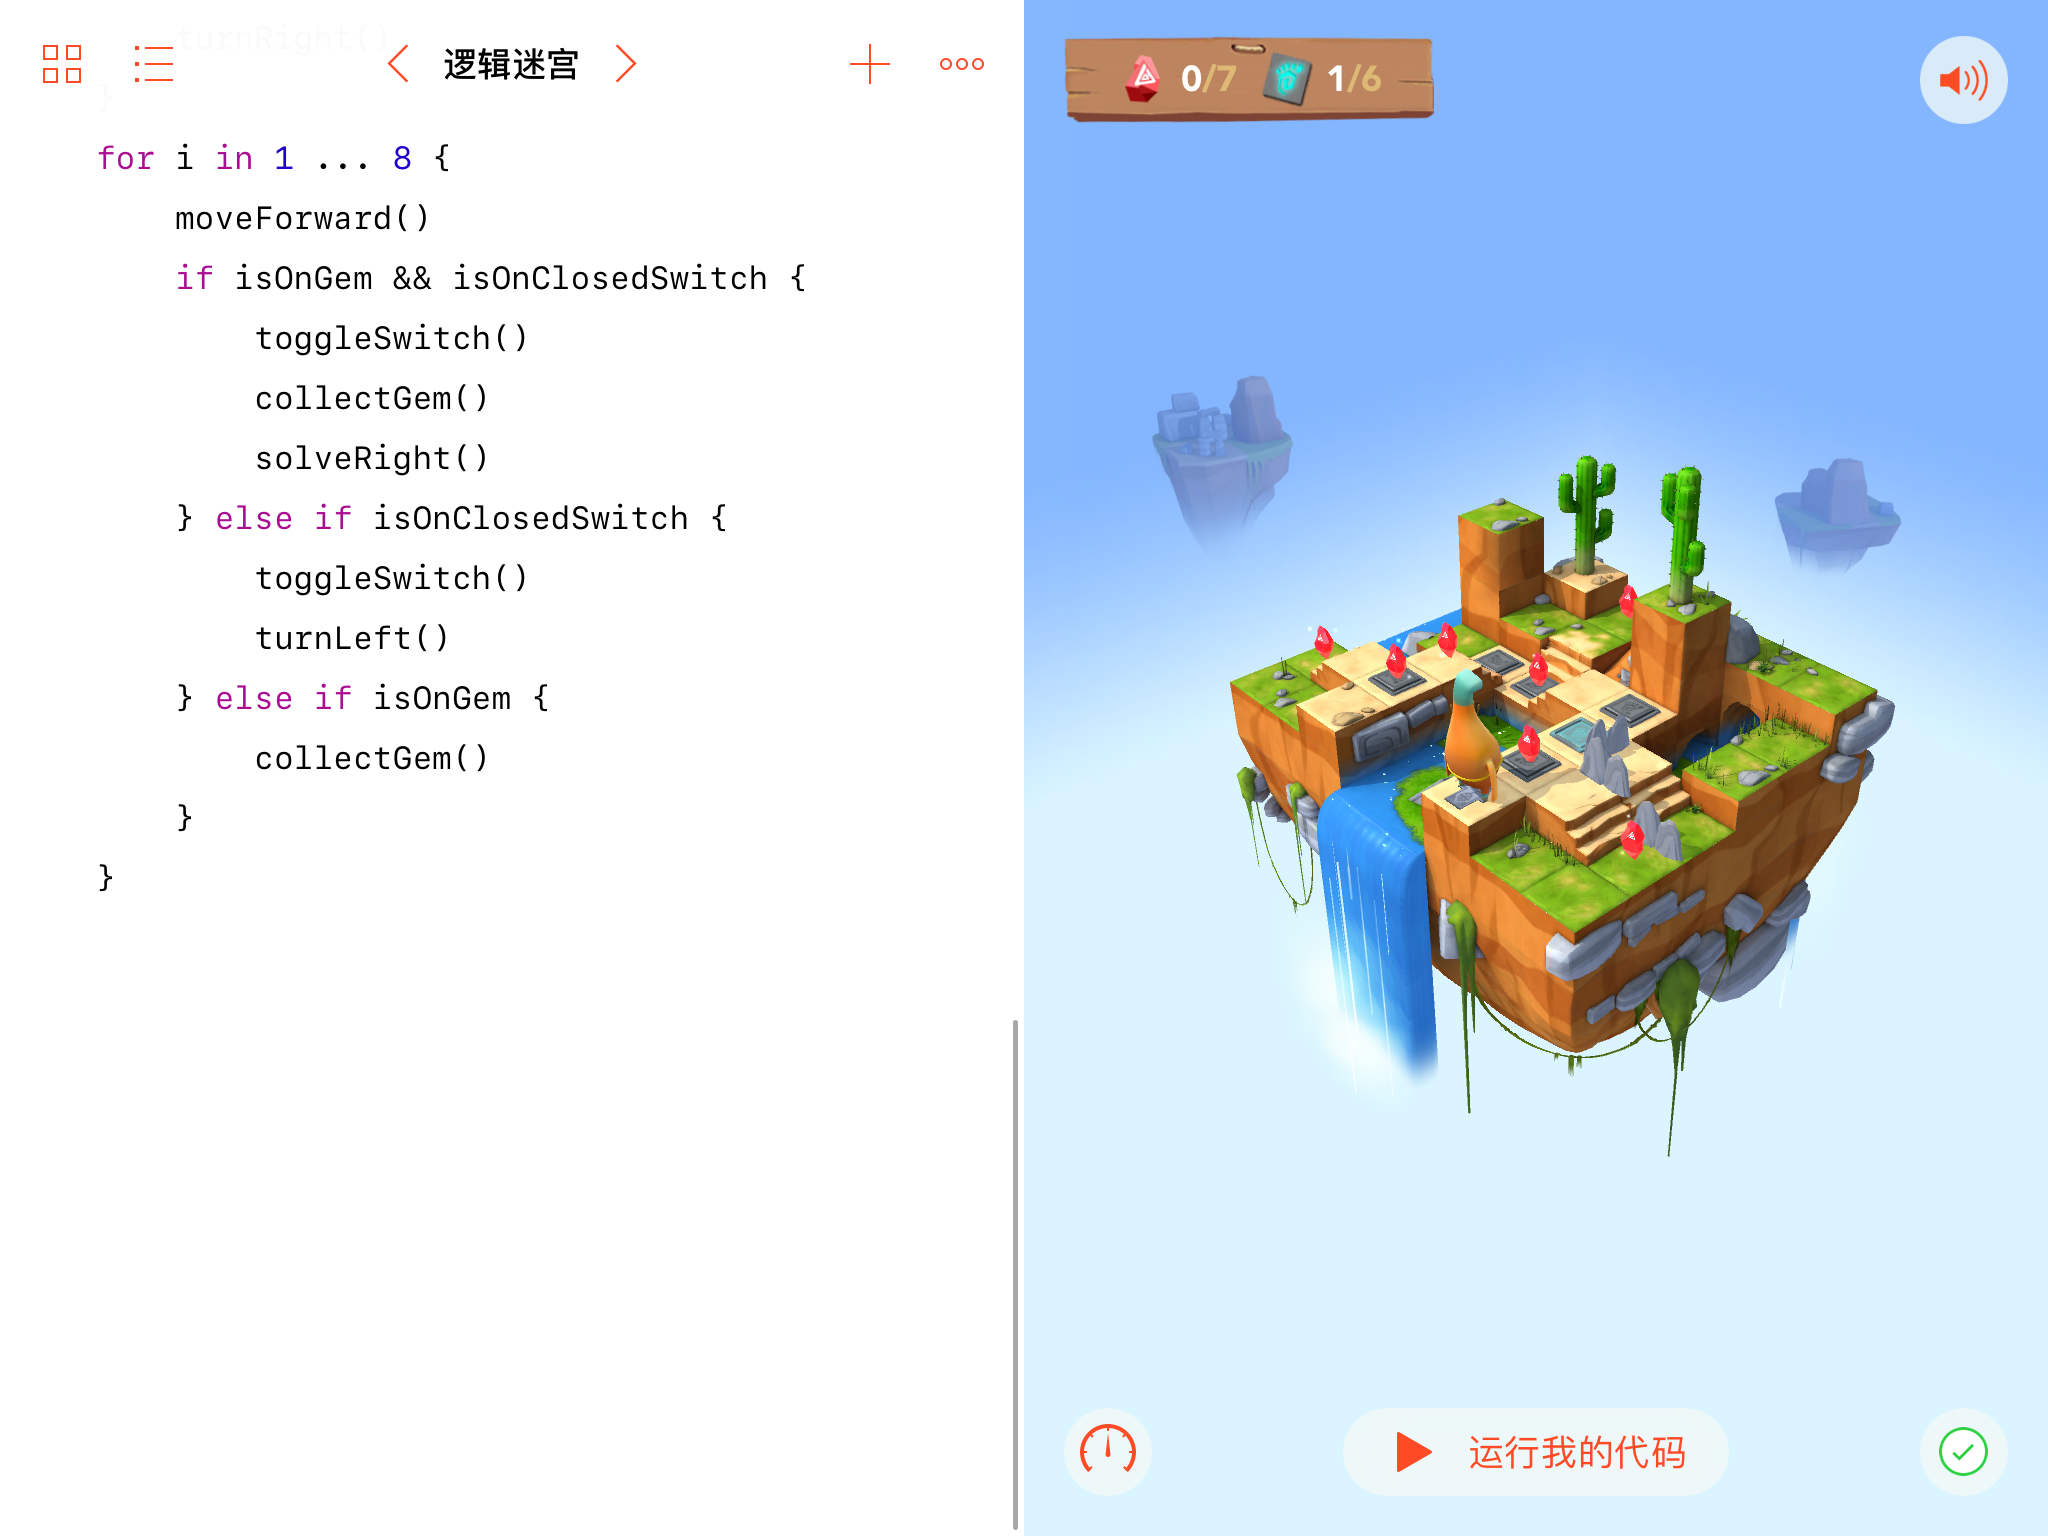 turnRight()
逻辑迷宫
}
for i in 1 ... 8 {
moveForward()
if isOnGem && isOnClosedSwitch {
toggleSwitch()
collectGem()
solveRight()
} else if isOnClosedSwitch {
toggleSwitch()
turnLeft()
} else if isOnGem {
collectGem()
}
}
0/7 1/6
运行我的代码